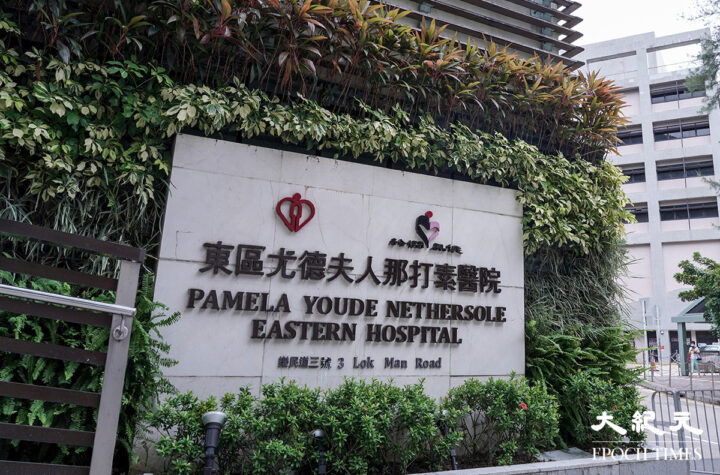 東區尤德夫人那打素醫院
PAMELA YOUDE NETHERSOLE
EASTERN HOSPITAL
樂民道三號 3 Lok Man Road
大紀元
EPOCH TIMES